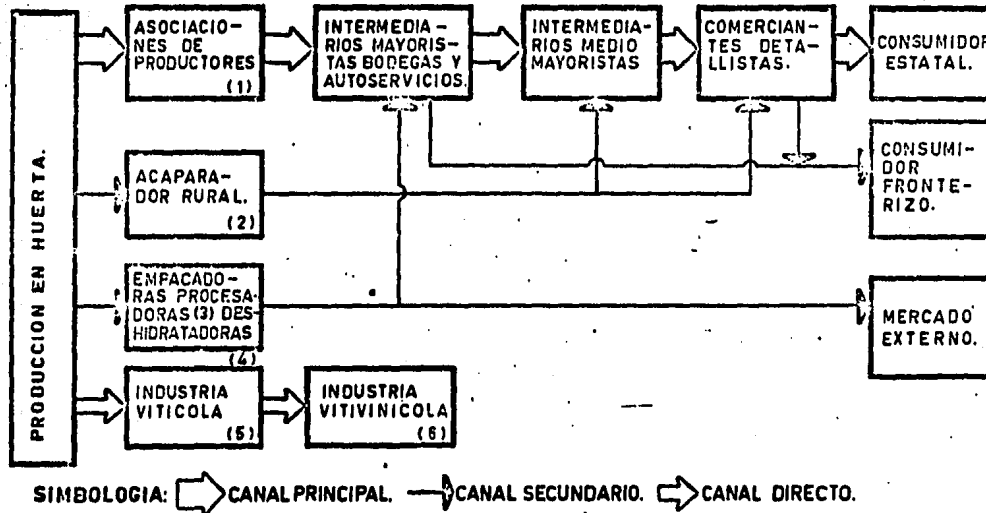 PRODUCCION EN HUERTA.
ASOCIACIO-
NES DE
PRODUCTORES
(1)
INTERMEDIA-
RIOS MAYORIS-
TAS BODEGAS Y
AUTOSERVICIOS.
INTERMEDIA-
RIOS MEDIO
MAYORISTAS
COMERCIAN-
TES DETA-
LLISTAS.
CONSUMIDOR
ESTATAL.
ACAPARA-
DOR RURAL.
(2)
CONSUMI-
DOR
FRONTE-
RIZO.
EMPACADO-
RAS PROCESA-
DORAS (3) DES-
HIDRATADORAS
(4)
MERCADO
EXTERNO.
INDUSTRIA
VITICOLA
(5)
INDUSTRIA
VITIVINICOLA
(6)
SIMBOLOGIA: CANAL PRINCIPAL. CANAL SECUNDARIO. CANAL DIRECTO.